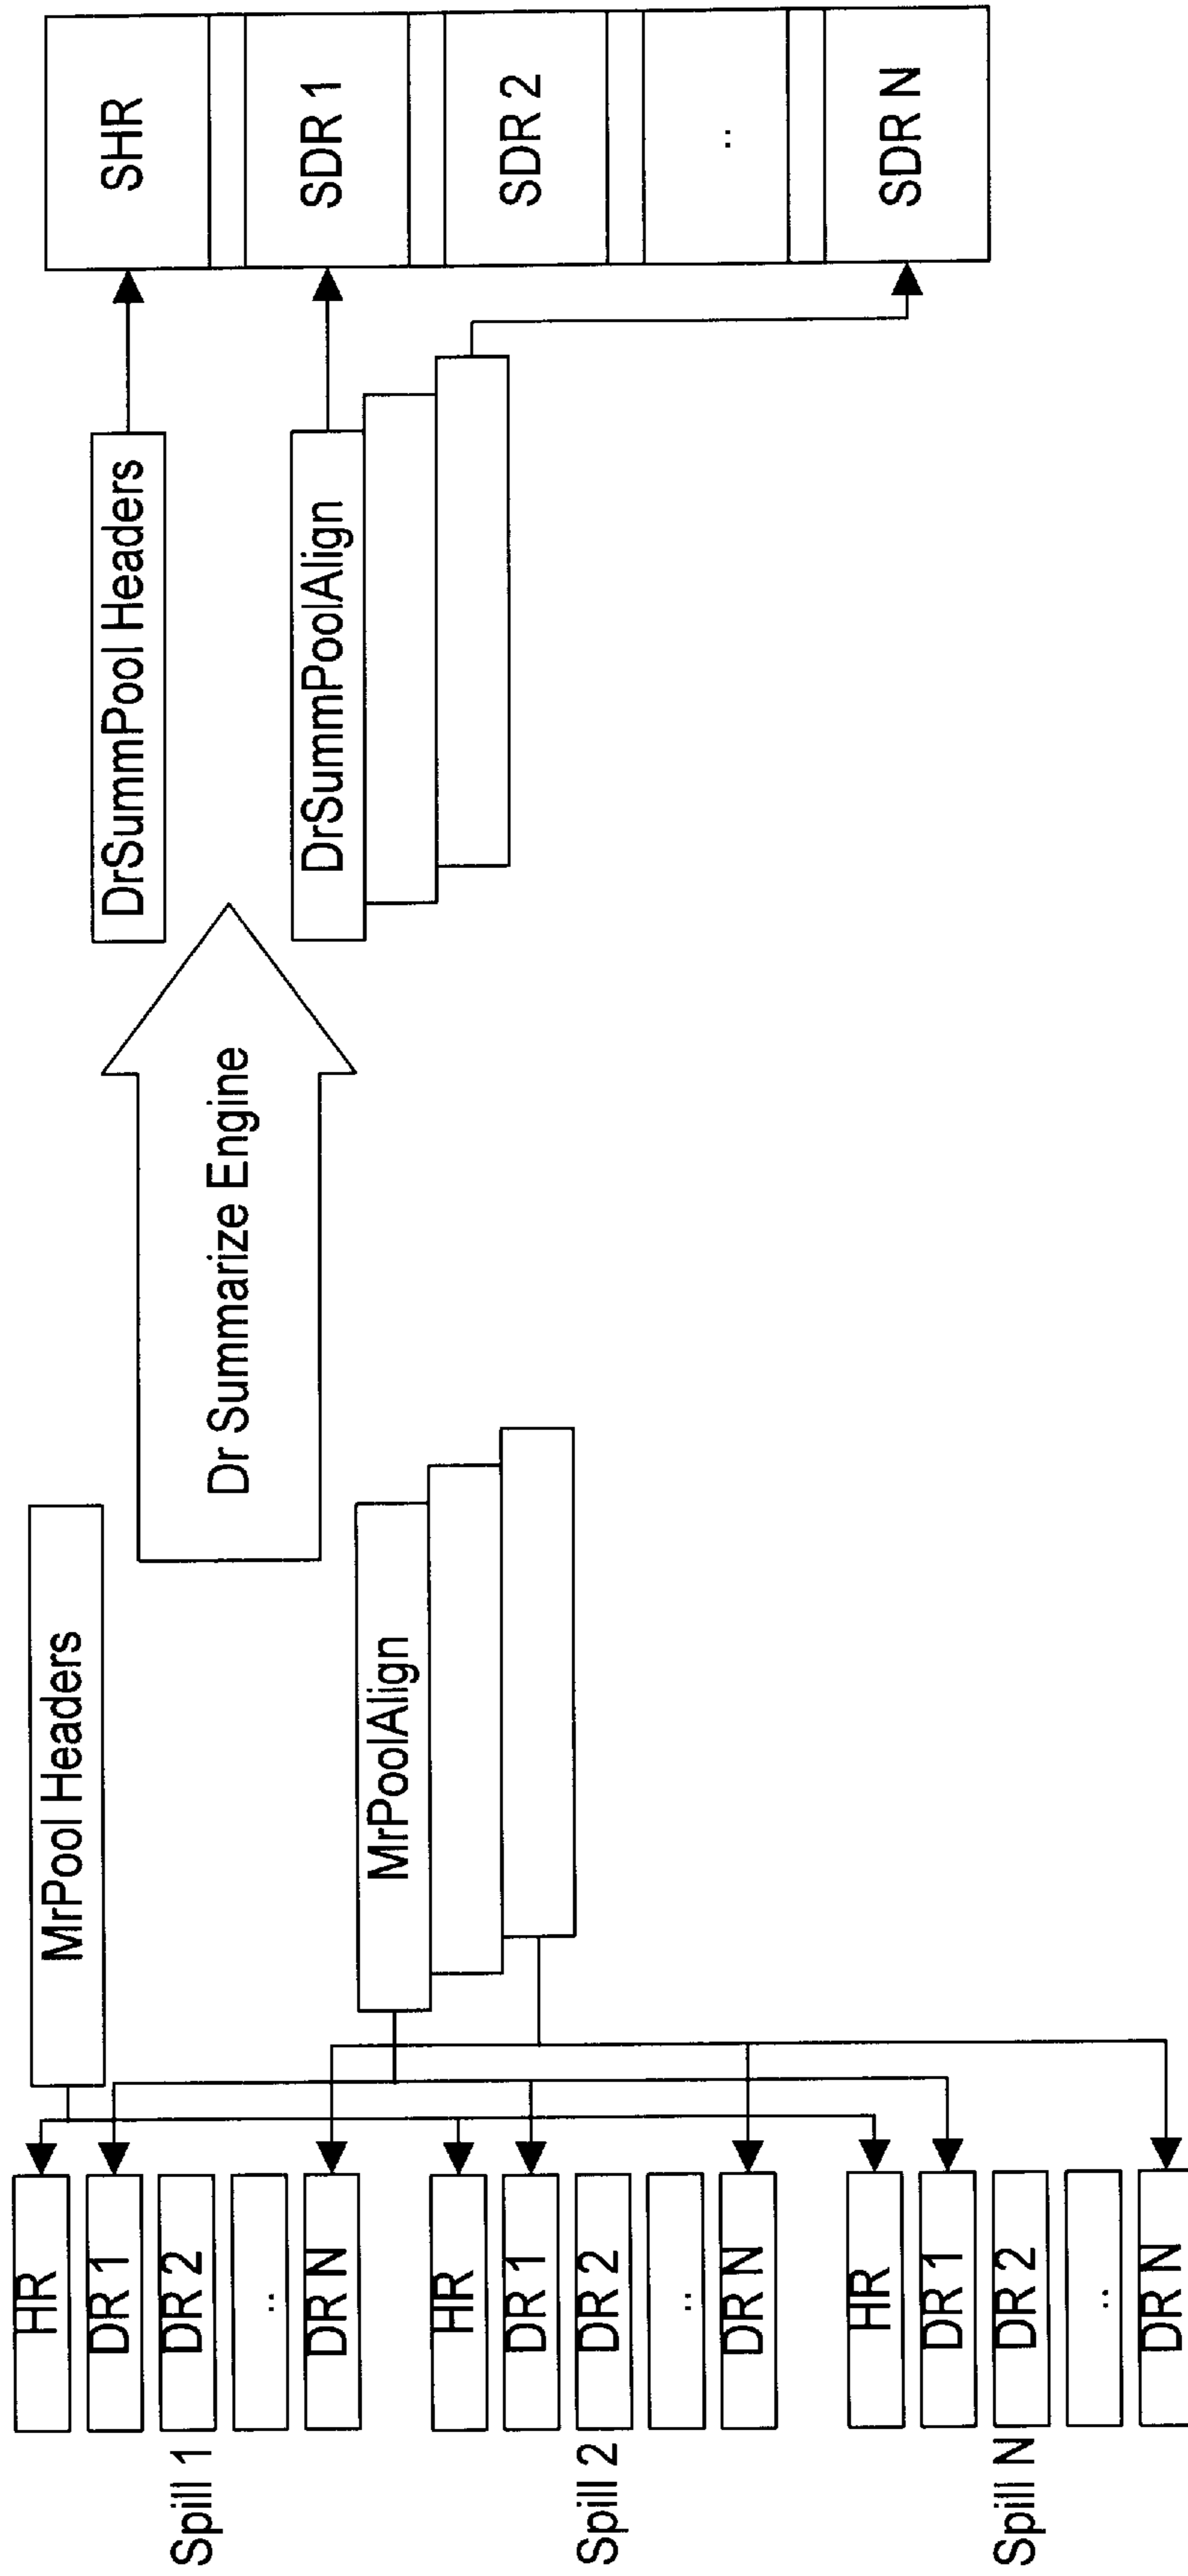 Spill 1
HR
DR 1
DR 2
..
DR N
Spill 2
HR
DR 1
DR 2
..
DR N
Spill N
HR
DR 1
DR 2
..
DR N
MrPool Headers
MrPoolAlign
Dr Summarize Engine
DrSummPool Headers
DrSummPoolAlign
SHR
SDR 1
SDR 2
..
SDR N